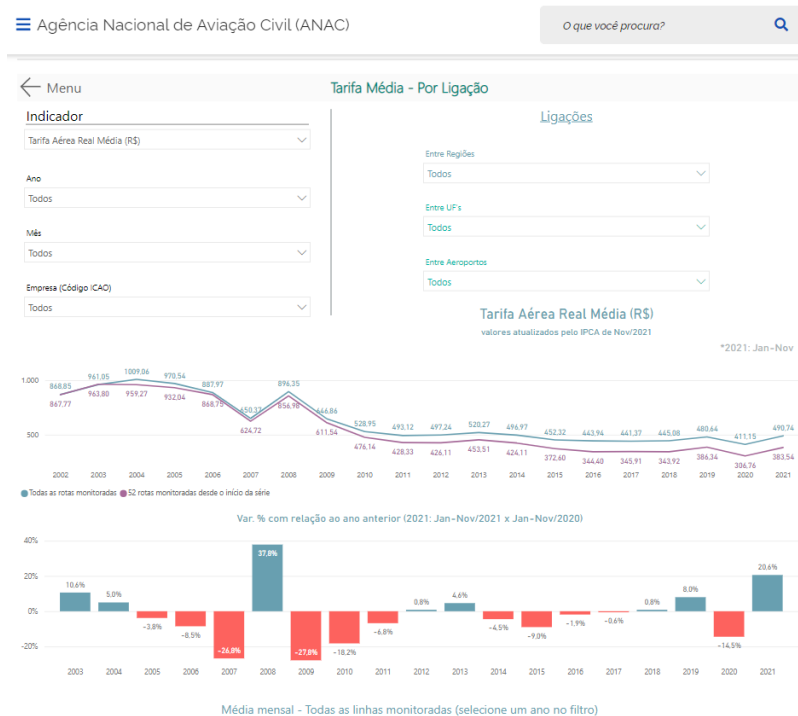 Agência Nacional de Aviação Civil (ANAC)
O que você procura?
Menu
Tarifa Média - Por Ligação
Indicador
Tarifa Aérea Real Média (R$)
Ano
Todos
Mês
Todos
Empresa (Código ICAO)
Todos
Ligações
Entre Regiões
Todos
Entre UF's
Todos
Entre Aeroportos
Todos
Tarifa Aérea Real Média (R$)
valores atualizados pelo IPCA de Nov/2021
*2021: Jan-Nov
1.000
500
868,85 961,05 1009,06 970,54 887,97 650,37 896,35 646,86 528,95 493,12 497,24 520,27 496,97 452,32 443,94 441,37 445,08 480,64 411,15 490,74
867,77 963,80 959,27 932,04 868,75 624,72 856,98 611,54 476,14 428,33 426,11 453,51 424,11 372,60 344,40 345,91 343,92 386,34 306,76 383,54
2002 2003 2004 2005 2006 2007 2008 2009 2010 2011 2012 2013 2014 2015 2016 2017 2018 2019 2020 2021
Todas as rotas monitoradas 52 rotas monitoradas desde o início da série
Var. % com relação ao ano anterior (2021: Jan-Nov/2021 x Jan-Nov/2020)
40%
20%
0%
-20%
10,6% 5,0% -3,8% -8,5% -26,8% 37,8% -27,8% -18,2% -6,8% 0,8% 4,6% -4,5% -9,0% -1,9% -0,6% 0,8% 8,0% -14,5% 20,6%
2003 2004 2005 2006 2007 2008 2009 2010 2011 2012 2013 2014 2015 2016 2017 2018 2019 2020 2021
Média mensal - Todas as linhas monitoradas (selecione um ano no filtro)